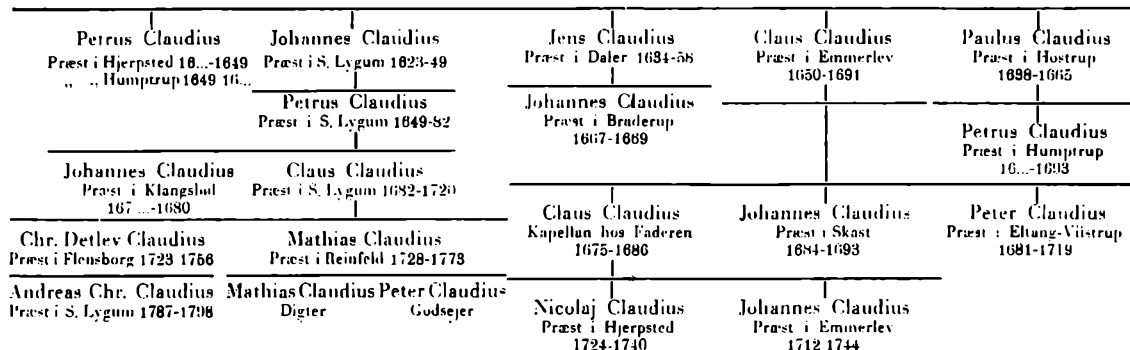 Petrus Claudius
Præst i Hjerpsted 16...-1649
„ „ Humptrup 1649 16...
Johannes Claudius
Præst i S. Lygum 1623-49
Jens Claudius
Præst i Daler 1634-58
Claus Claudius
Præst i Emmerlev
1650-1691
Paulus Claudius
Præst i Hostrup
1698-1665
Petrus Claudius
Præst i S. Lygum 1649-82
Johannes Claudius
Præst i Braderup
1667-1669
Petrus Claudius
Præst i Humptrup
16...-1693
Johannes Claudius
Præst i Klangsbøl
167 ...-1680
Claus Claudius
Præst i S. Lygum 1682-1720
Claus Claudius
Kapellan hos Faderen
1675-1686
Johannes Claudius
Præst i Skast
1684-1693
Peter Claudius
Præst i Eltang-Vilstrup
1681-1719
Chr. Detlev Claudius
Præst i Flensborg 1723 1756
Mathias Claudius
Præst i Reinfeld 1728-1773
Andreas Chr. Claudius
Præst i S. Lygum 1787-1798
Mathias Claudius
Digter
Peter Claudius
Godsejer
Nicolaj Claudius
Præst i Hjerpsted
1724-1740
Johannes Claudius
Præst i Emmerlev
1712 1744